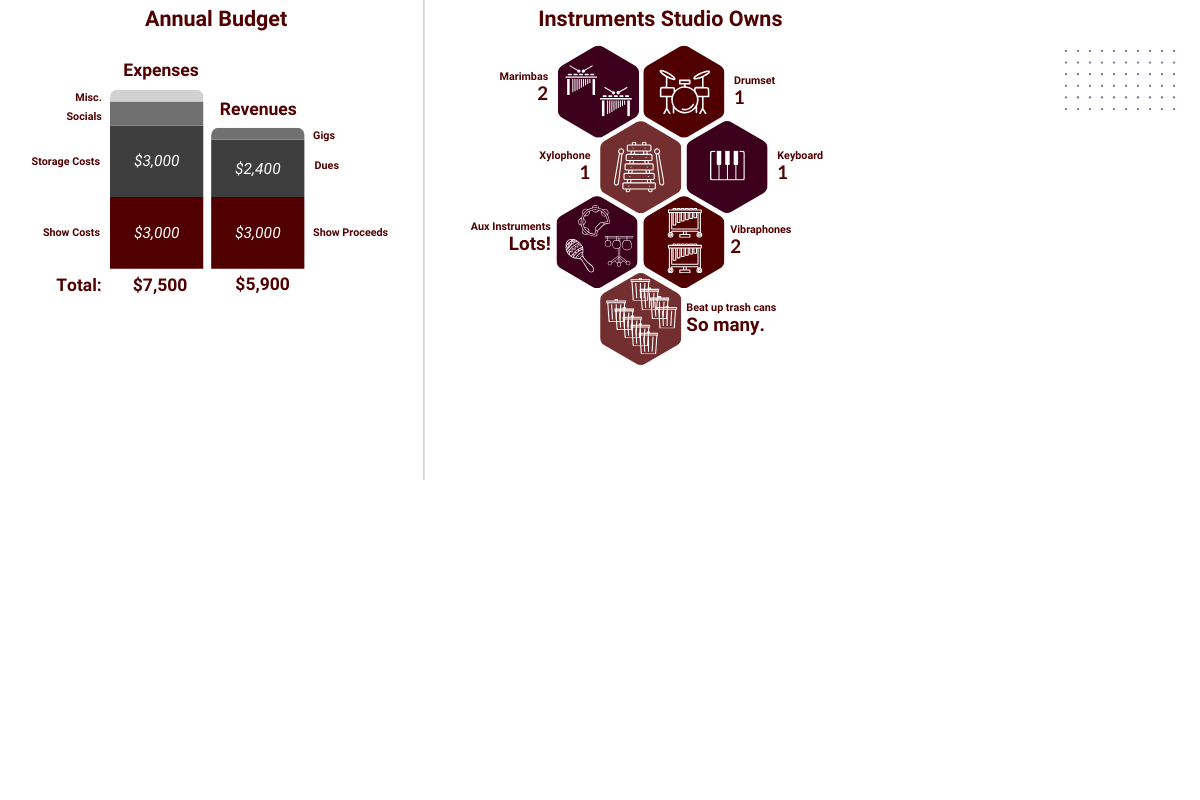 Annual Budget
Expenses
Revenues
Misc.
Socials
Storage Costs
Show Costs
$3,000
$3,000
$2,400
$3,000
Gigs
Dues
Show Proceeds
Total:
$7,500
$5,900
Instruments Studio Owns
Marimbas
2
Drumset
1
Xylophone
1
Keyboard
1
Aux Instruments
Lots!
Vibraphones
2
Beat up trash cans
So many.